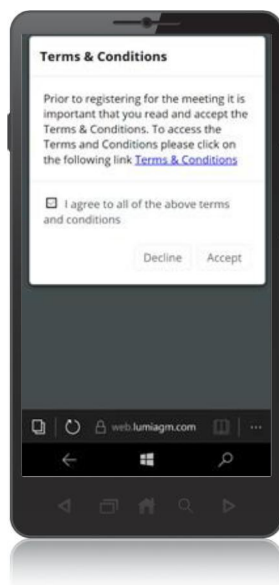 Terms & Conditions
Prior to registering for the meeting it is
important that you read and accept the
Terms & Conditions. To access the
Terms and Conditions please click on
the following link Terms & Conditions
I agree to all of the above terms
and conditions
Decline Accept
web.lumiagm.com